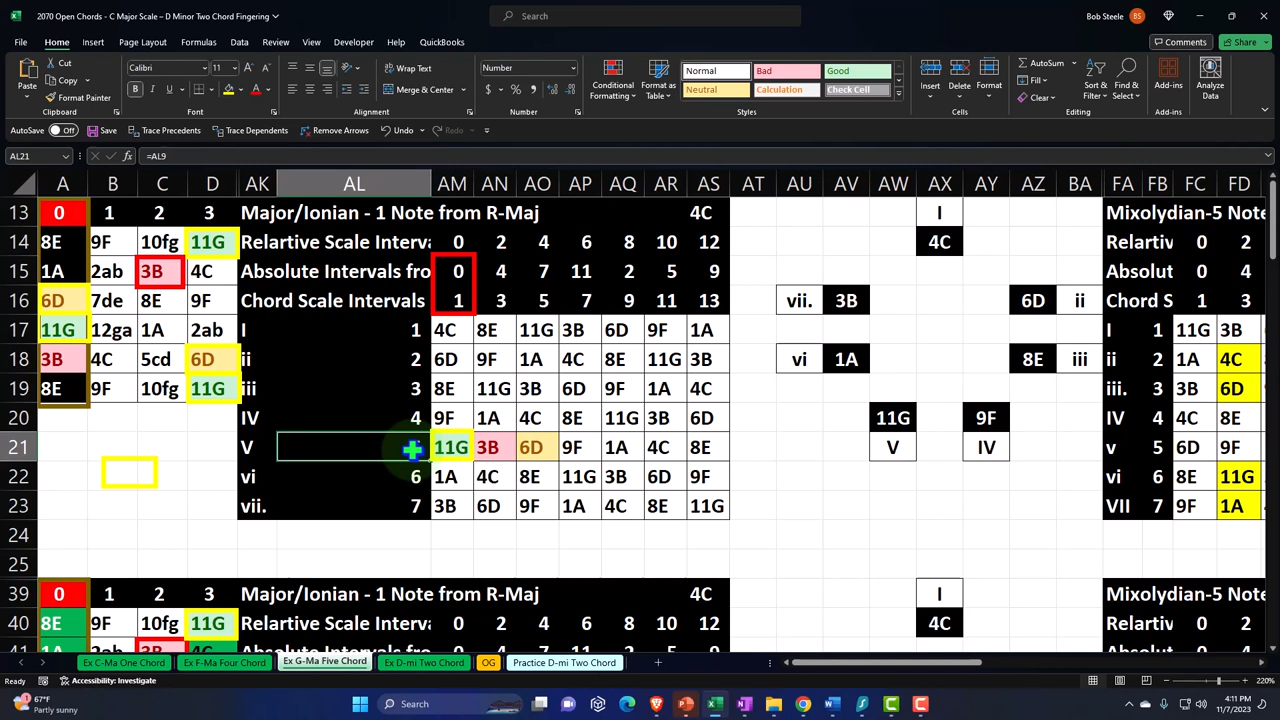 2070 Open Chords - C Major Scale – D Minor Two Chord Fingering
Search
Bob Steele BS
File Home Insert Page Layout Formulas Data Review View Developer Automate Help QuickBooks Comments Share
Paste Cut Copy Format Painter Clipboard
Calibri 11 Font
Wrap Text Merge & Center Alignment
Number Number
Conditional Formatting Format as Table
Normal Bad Good
Neutral Calculation Check Cell
Styles
Insert Delete Format Cells
AutoSum Fill Clear Sort & Filter Find & Select Editing
Add-ins Add-ins
Analyze Data
AutoSave Off Save Trace Precedents Trace Dependents Remove Arrows Undo Redo
AL21 fx =AL9
A B C D AK AL AM AN AO AP AQ AR AS AT AU AV AW AX AY AZ BA FA FB FC FD
13 0 1 2 3 Major/Ionian - 1 Note from R-Maj 4C I Mixolydian-5 Note
14 8E 9F 10fg 11G Relartive Scale Interva 0 2 4 6 8 10 12 4C Relartiv 0 2
15 1A 2ab 3B 4C Absolute Intervals fro 0 4 7 11 2 5 9 Absolut 0 4
16 6D 7de 8E 9F Chord Scale Intervals 1 3 5 7 9 11 13 vii. 3B 6D ii Chord S 1 3
17 11G 12ga 1A 2ab I 1 4C 8E 11G 3B 6D 9F 1A I 1 11G 3B
18 3B 4C 5cd 6D ii 2 6D 9F 1A 4C 8E 11G 3B vi 1A 8E iii ii 2 1A 4C
19 8E 9F 10fg 11G iii 3 8E 11G 3B 6D 9F 1A 4C iii. 3 3B 6D
20 IV 4 9F 1A 4C 8E 11G 3B 6D 11G 9F IV 4 4C 8E
21 V 11G 3B 6D 9F 1A 4C 8E V IV v 5 6D 9F
22 vi 6 1A 4C 8E 11G 3B 6D 9F vi 6 8E 11G
23 vii. 7 3B 6D 9F 1A 4C 8E 11G VII 7 9F 1A
24
25
39 0 1 2 3 Major/Ionian - 1 Note from R-Maj 4C I Mixolydian-5 Note
40 8E 9F 10fg 11G Relartive Scale Interva 0 2 4 6 8 10 12 4C Relartiv 0 2
Ex C-Ma One Chord Ex F-Ma Four Chord Ex G-Ma Five Chord Ex D-mi Two Chord OG Practice D-mi Two Chord
Ready Accessibility: Investigate 220%
67°F
Partly sunny
Search
4:11 PM
11/7/2023